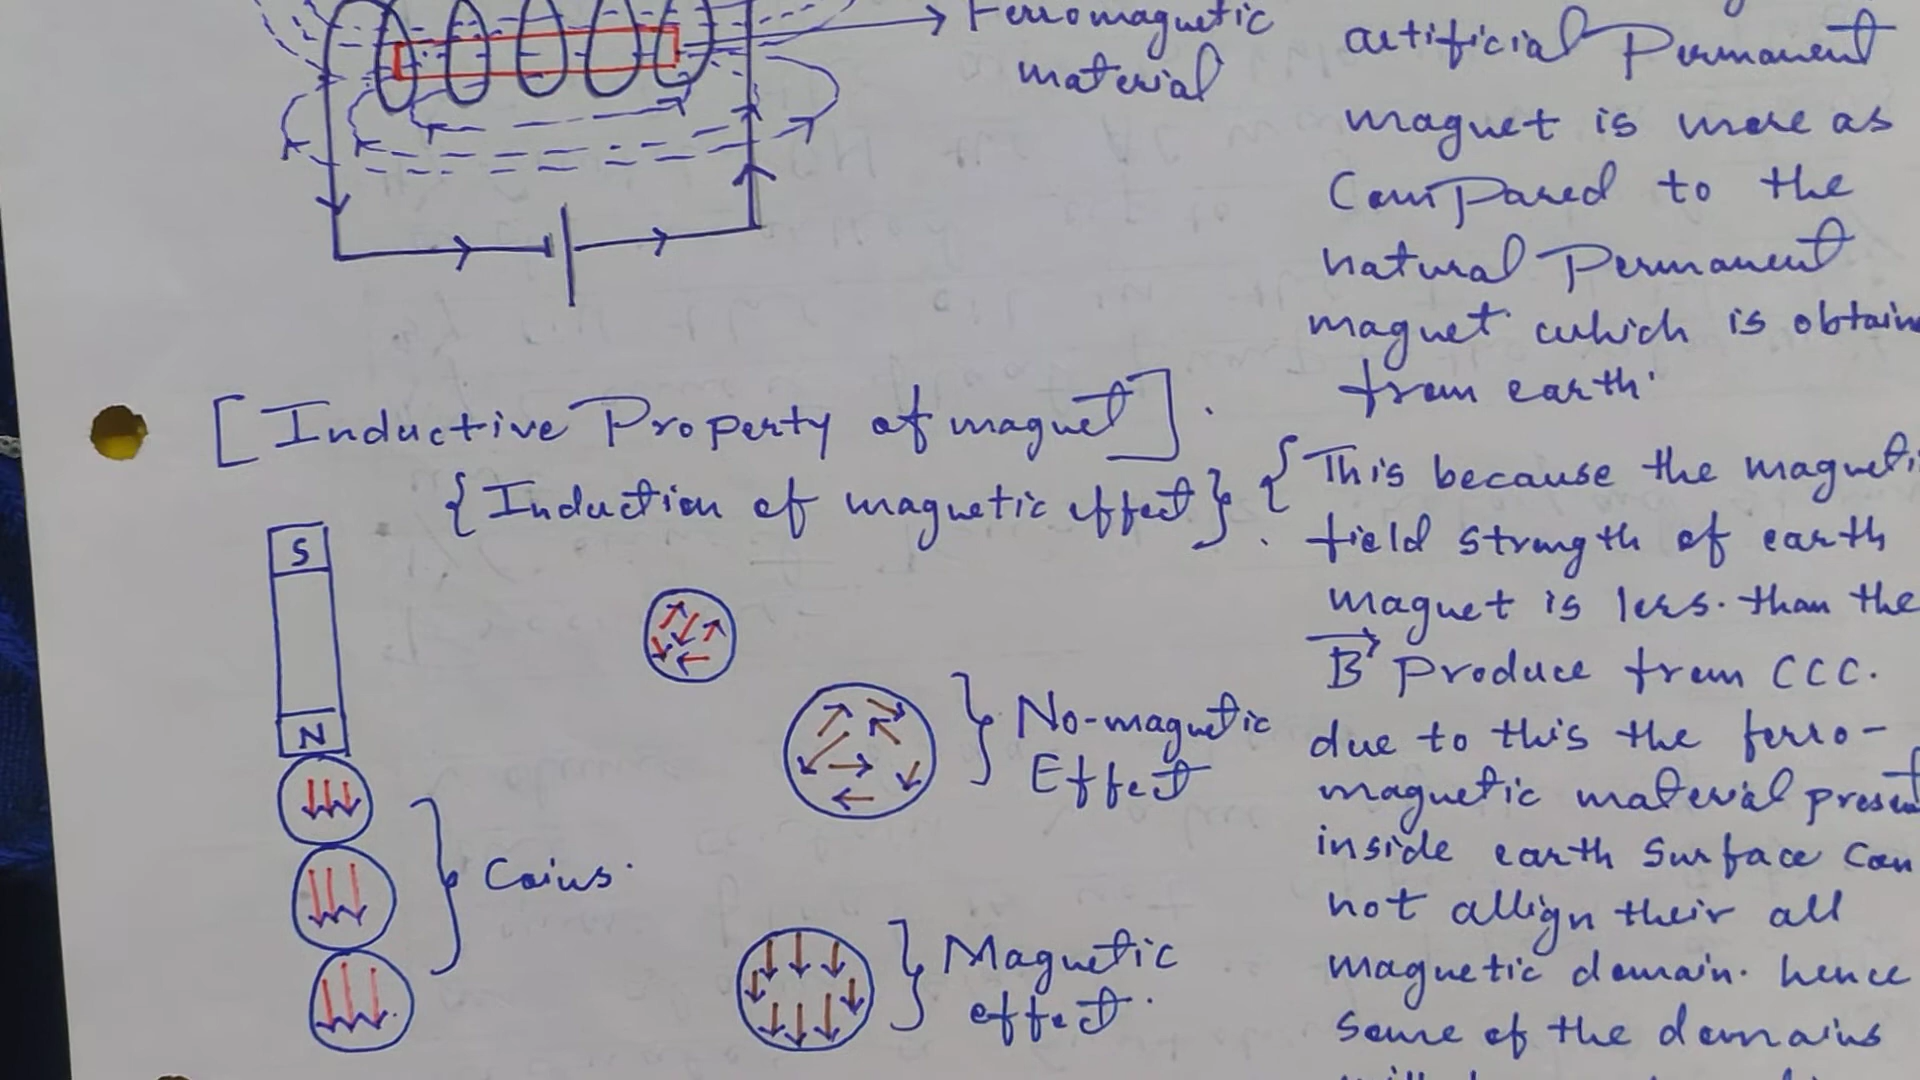 Ferromagnetic
material
[Inductive Property of magnet].
{Induction of magnetic effect}.
S
N
Coins.
No-magnetic
Effect
Magnetic
effect.
artificial Permanent
magnet is more as
Compared to the
natural Permanent
magnet which is obtain
from earth.
{This because the magneti
field strength of earth
magnet is less. than the
B Produce from CCC.
due to this the ferro-
magnetic material present
inside earth Surface Can
not allign their all
magnetic domain. hence
Some of the domains